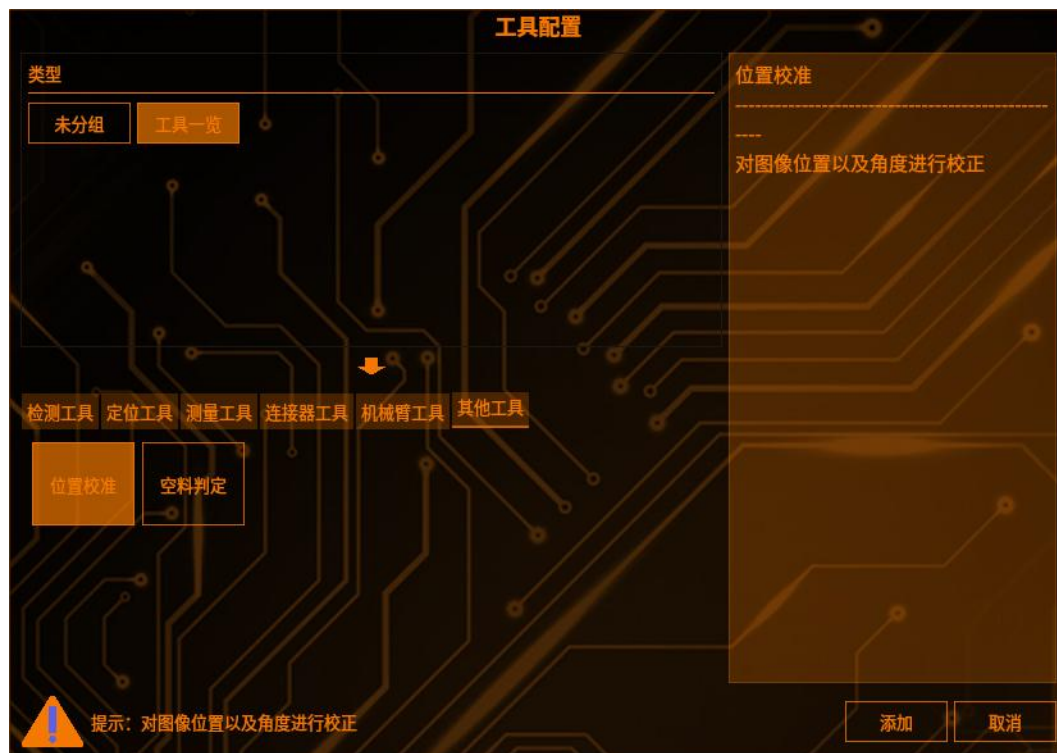 工具配置
类型
未分组 工具一览
检测工具 定位工具 测量工具 连接器工具 机械臂工具 其他工具
位置校准 空料判定
位置校准
------------------------------------------------
----
对图像位置以及角度进行校正
提示：对图像位置以及角度进行校正
添加 取消